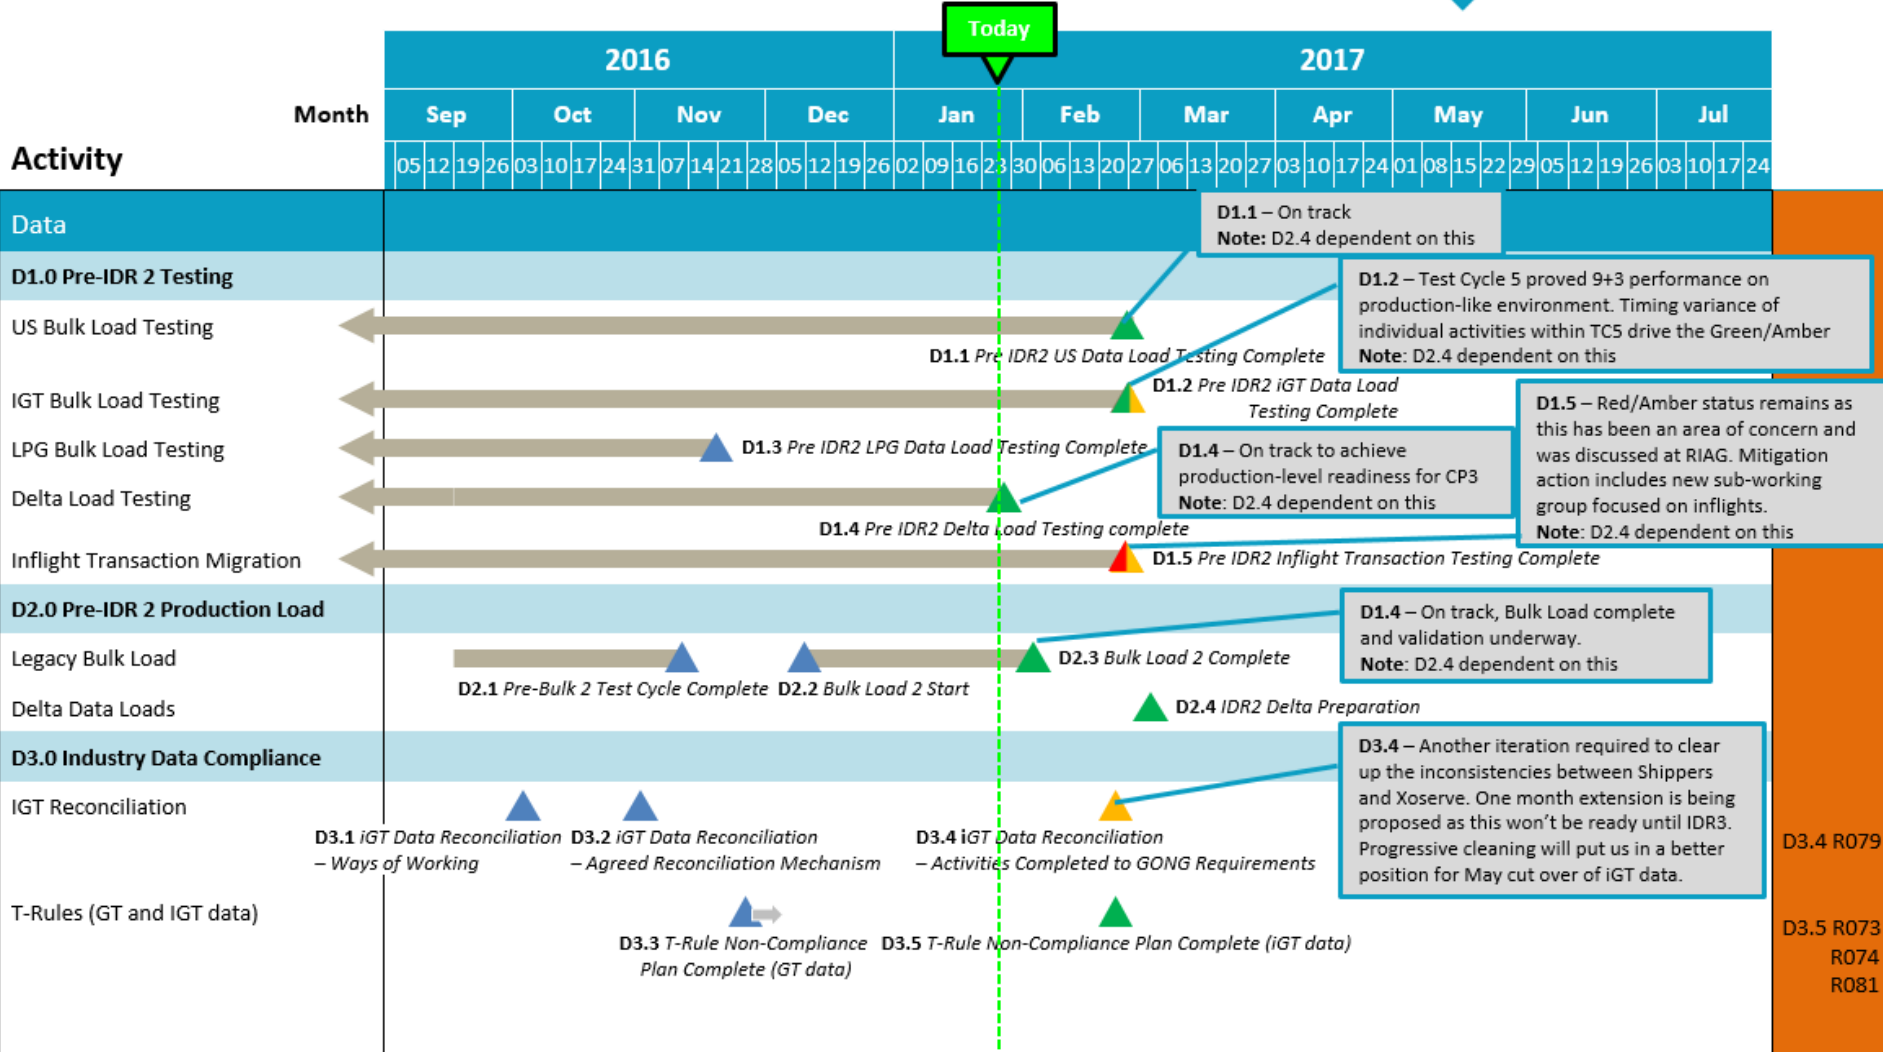 Today
2016
2017
Month
Sep
Oct
Nov
Dec
Jan
Feb
Mar
Apr
May
Jun
Jul
Activity
05 12 19 26 03 10 17 24 31 07 14 21 28 05 12 19 26 02 09 16 23 30 06 13 20 27 06 13 20 27 03 10 17 24 01 08 15 22 29 05 12 19 26 03 10 17 24
Data
D1.1 – On track
Note: D2.4 dependent on this
D1.0 Pre-IDR 2 Testing
D1.2 – Test Cycle 5 proved 9+3 performance on
production-like environment. Timing variance of
individual activities within TC5 drive the Green/Amber
Note: D2.4 dependent on this
US Bulk Load Testing
D1.1 Pre IDR2 US Data Load Testing Complete
IGT Bulk Load Testing
D1.2 Pre IDR2 iGT Data Load
Testing Complete
D1.5 – Red/Amber status remains as
this has been an area of concern and
was discussed at RIAG. Mitigation
action includes new sub-working
group focused on inflights.
Note: D2.4 dependent on this
LPG Bulk Load Testing
D1.3 Pre IDR2 LPG Data Load Testing Complete
D1.4 – On track to achieve
production-level readiness for CP3
Note: D2.4 dependent on this
Delta Load Testing
D1.4 Pre IDR2 Delta Load Testing complete
Inflight Transaction Migration
D1.5 Pre IDR2 Inflight Transaction Testing Complete
D2.0 Pre-IDR 2 Production Load
D1.4 – On track, Bulk Load complete
and validation underway.
Note: D2.4 dependent on this
Legacy Bulk Load
D2.3 Bulk Load 2 Complete
D2.1 Pre-Bulk 2 Test Cycle Complete
D2.2 Bulk Load 2 Start
Delta Data Loads
D2.4 IDR2 Delta Preparation
D3.0 Industry Data Compliance
D3.4 – Another iteration required to clear
up the inconsistencies between Shippers
and Xoserve. One month extension is being
proposed as this won't be ready until IDR3.
Progressive cleaning will put us in a better
position for May cut over of iGT data.
IGT Reconciliation
D3.1 iGT Data Reconciliation
– Ways of Working
D3.2 iGT Data Reconciliation
– Agreed Reconciliation Mechanism
D3.4 iGT Data Reconciliation
– Activities Completed to GONG Requirements
D3.4 R079
T-Rules (GT and IGT data)
D3.3 T-Rule Non-Compliance
Plan Complete (GT data)
D3.5 T-Rule Non-Compliance Plan Complete (iGT data)
D3.5 R073
R074
R081